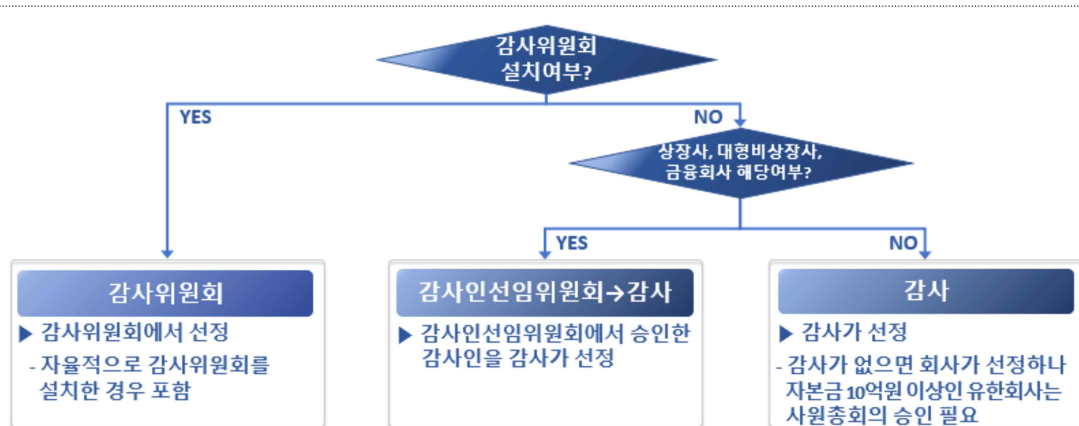 감사위원회
설치여부?
YES
NO
상장사, 대형비상장사,
금융회사 해당여부?
YES
NO
감사위원회
▶ 감사위원회에서 선정
- 자율적으로 감사위원회를
설치한 경우 포함
감사인선임위원회→감사
▶ 감사인선임위원회에서 승인한
감사인을 감사가 선정
감사
▶ 감사가 선정
- 감사가 없으면 회사가 선정하나
자본금 10억원 이상인 유한회사는
사원총회의 승인 필요